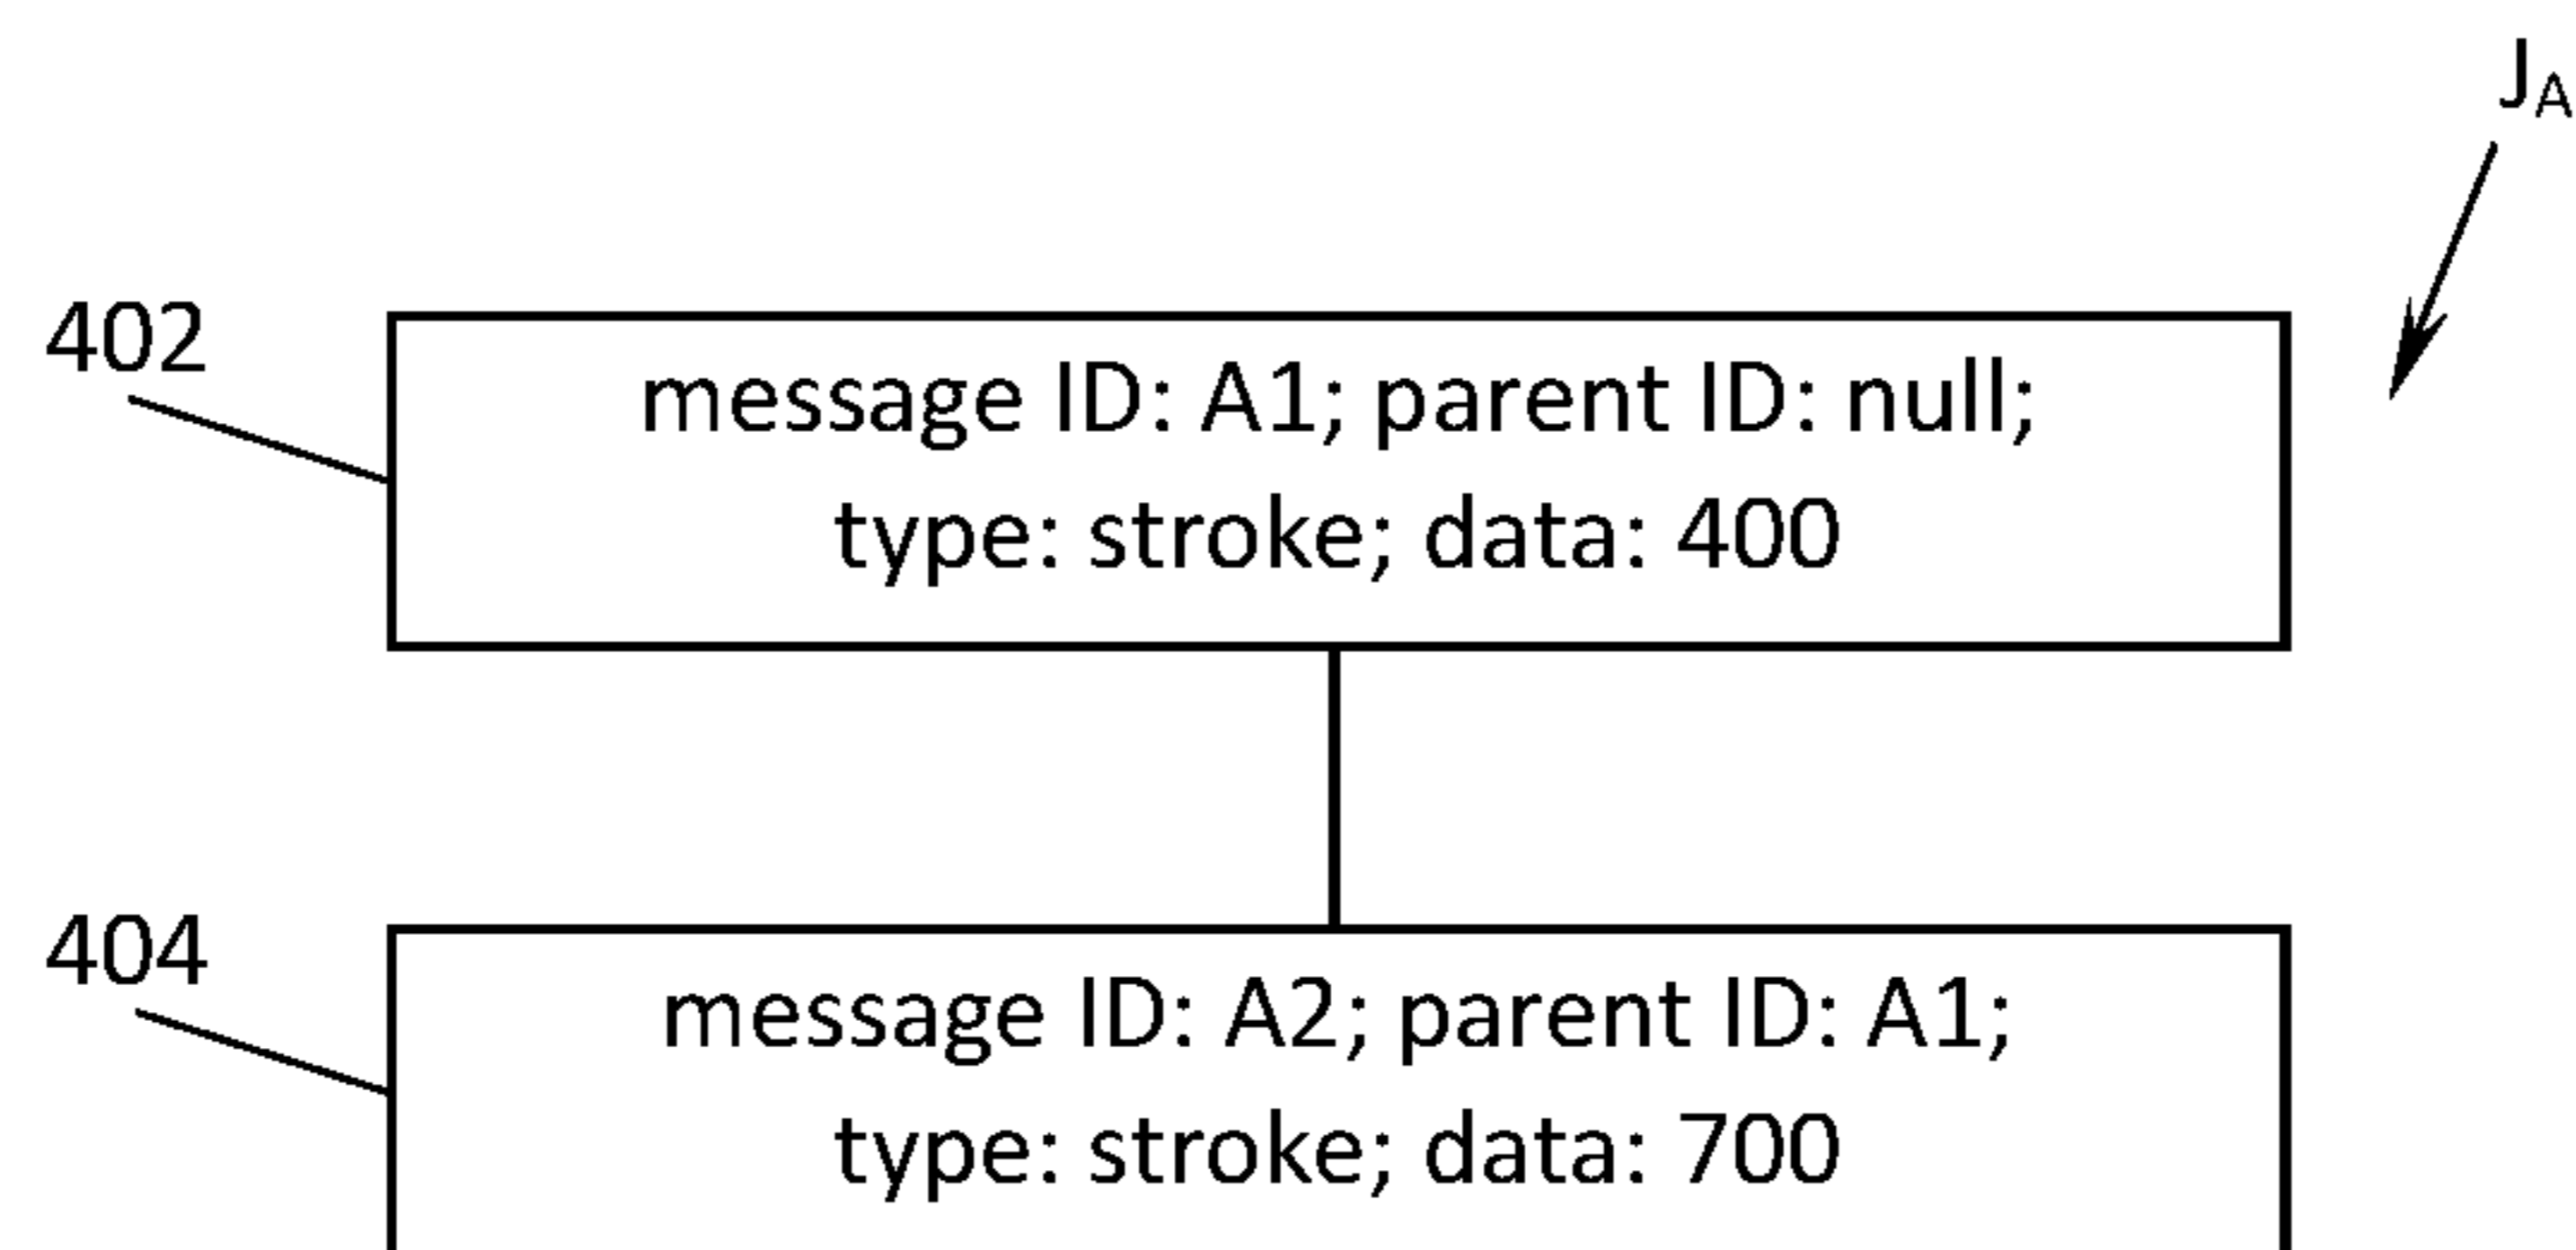 J_A
402
message ID: A1; parent ID: null;
type: stroke; data: 400
404
message ID: A2; parent ID: A1;
type: stroke; data: 700